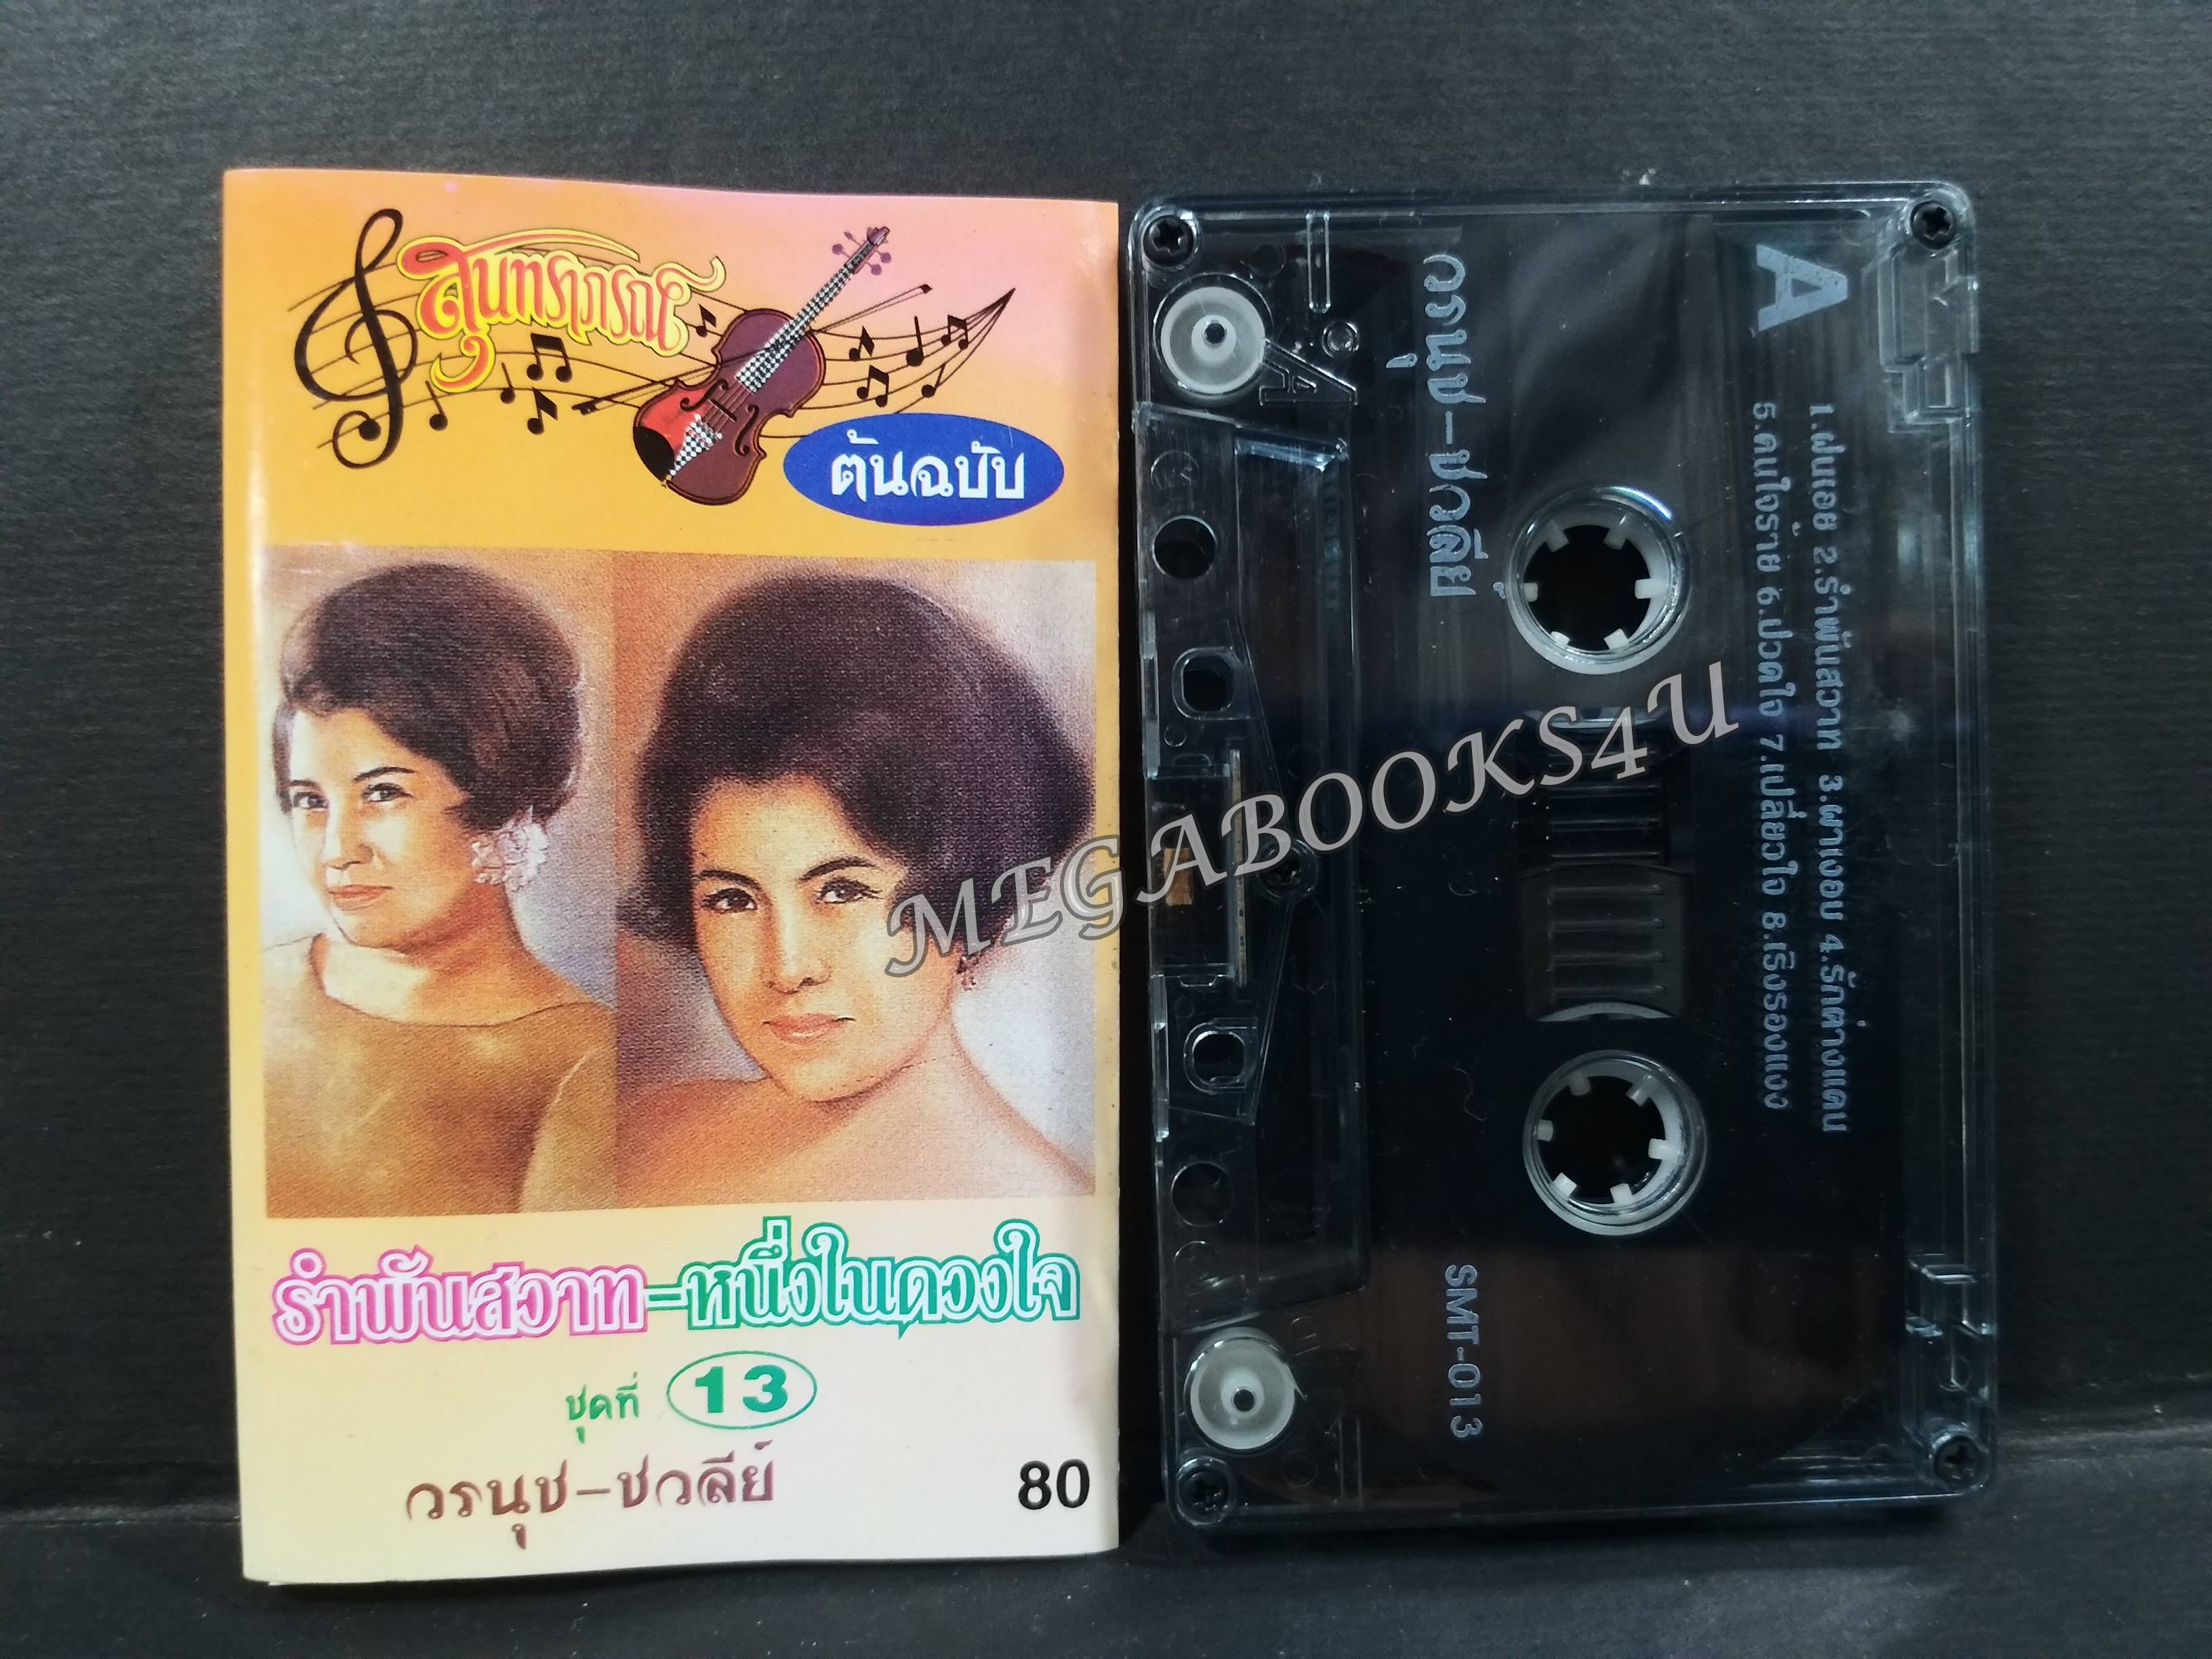 สุนทราภรณ์
ต้นฉบับ
รำพันสวาท-หนึ่งในดวงใจ
ชุดที่ 13
วรนุช-ชวลีย์
80
A
วรนุช-ชวลีย์
1.ฝนเอย 2.รำพันสวาท 3.ผาเงอบ 4.รักต่างแดน
5.คนใจร้าย 6.ปวดใจ 7.เปลี่ยวใจ 8.เริงรองเง
SMT-013
A
MEGABOOKS4U